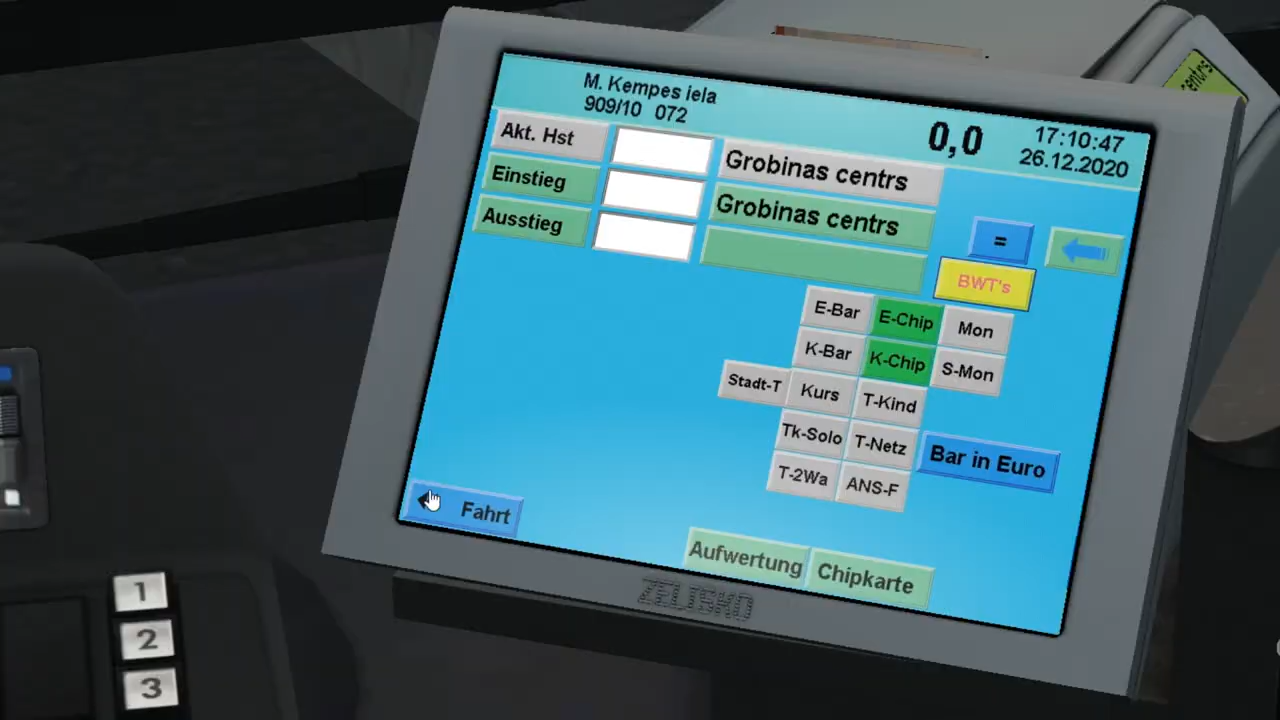 M. Kempes iela
909/10 072
0,0
17:10:47
26.12.2020
Akt. Hst
Grobinas centrs
Einstieg
Grobinas centrs
Ausstieg
=
BWT's
E-Bar
E-Chip
Mon
K-Bar
K-Chip
S-Mon
Stadt-T
Kurs
T-Kind
Tk-Solo
T-Netz
Bar in Euro
T-2Wa
ANS-F
Fahrt
Aufwertung
Chipkarte
ZELISKO
1
2
3
centrs